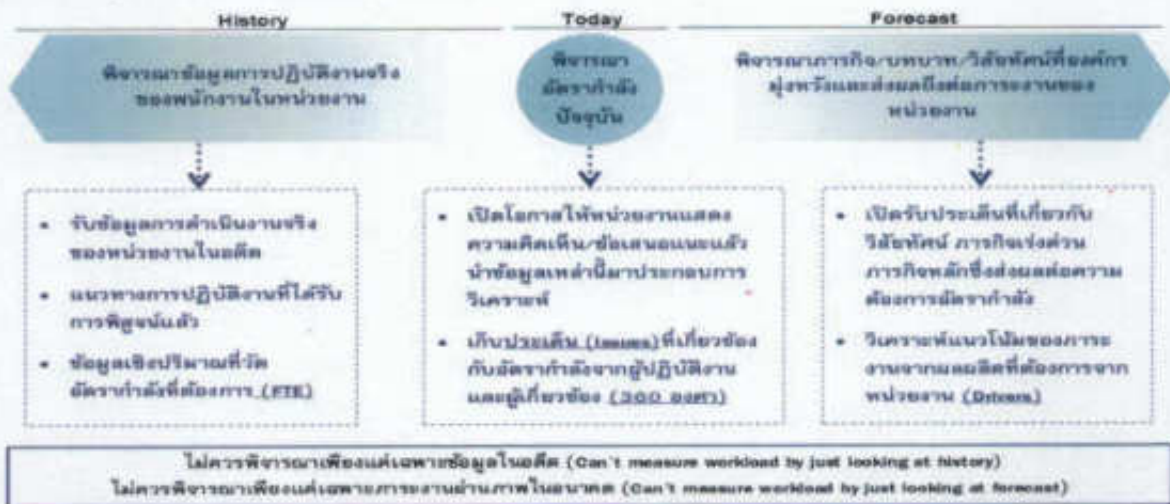 History
Today
Forecast
พิจารณาข้อมูลการปฏิบัติงานจริง
ของพนักงานในหน่วยงาน
พิจารณา
อัตรากำลัง
ปัจจุบัน
พิจารณาภารกิจ/บทบาท/วิสัยทัศน์ที่องค์กร
มุ่งหวังและส่งผลถึงต่อภาระงานของ
หน่วยงาน
• รับข้อมูลการดำเนินงานจริง
ของหน่วยงานในอดีต
• แนวทางการปฏิบัติงานที่ได้รับ
การพิสูจน์แล้ว
• ข้อมูลเชิงปริมาณที่วัด
อัตรากำลังที่ต้องการ (FTE)
• เปิดโอกาสให้หน่วยงานแสดง
ความคิดเห็น/ข้อเสนอแนะแล้ว
นำข้อมูลเหล่านี้มาประกอบการ
วิเคราะห์
• เก็บประเด็น (Issues) ที่เกี่ยวข้อง
กับอัตรากำลังจากผู้ปฏิบัติงาน
และผู้เกี่ยวข้อง (360 องศา)
• เปิดรับประเด็นที่เกี่ยวกับ
วิสัยทัศน์ ภารกิจเร่งด่วน
ภารกิจหลักซึ่งส่งผลต่อความ
ต้องการอัตรากำลัง
• วิเคราะห์แนวโน้มของภาระ
งานจากผลผลิตที่ต้องการจาก
หน่วยงาน (Drivers)
ไม่ควรพิจารณาเพียงแค่เฉพาะข้อมูลในอดีต (Can't measure workload by just looking at history)
ไม่ควรพิจารณาเพียงแค่เฉพาะภาระงานผ่านภาพในอนาคต (Can't measure workload by just looking at forecast)